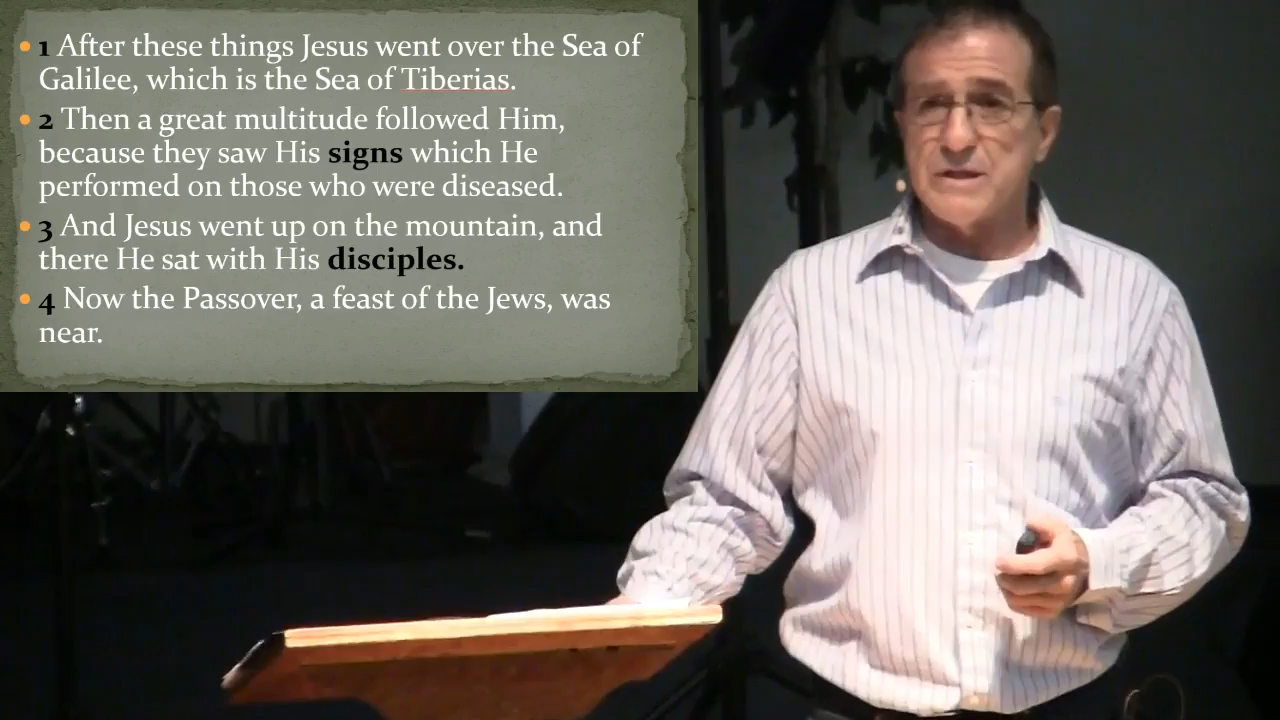 • 1 After these things Jesus went over the Sea of
Galilee, which is the Sea of Tiberias.
• 2 Then a great multitude followed Him,
because they saw His signs which He
performed on those who were diseased.
• 3 And Jesus went up on the mountain, and
there He sat with His disciples.
• 4 Now the Passover, a feast of the Jews, was
near.